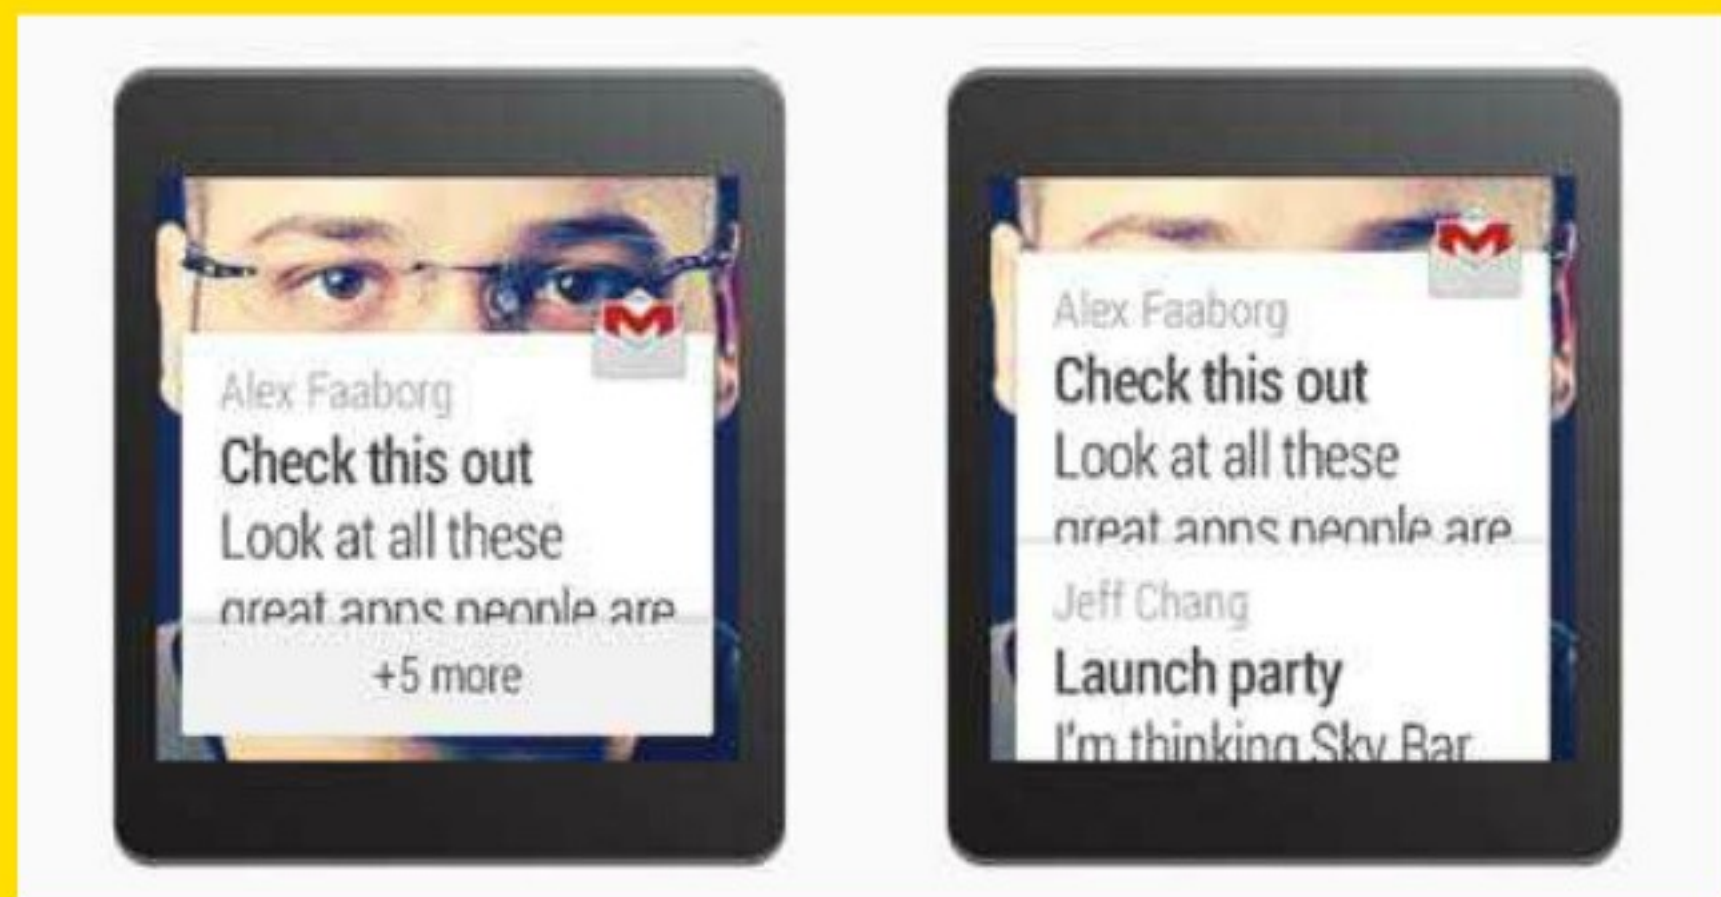 Alex Faaborg
Check this out
Look at all these
great apps people are
+5 more
Alex Faaborg
Check this out
Look at all these
great apps people are
Jeff Chang
Launch party
I'm thinking Sky Bar